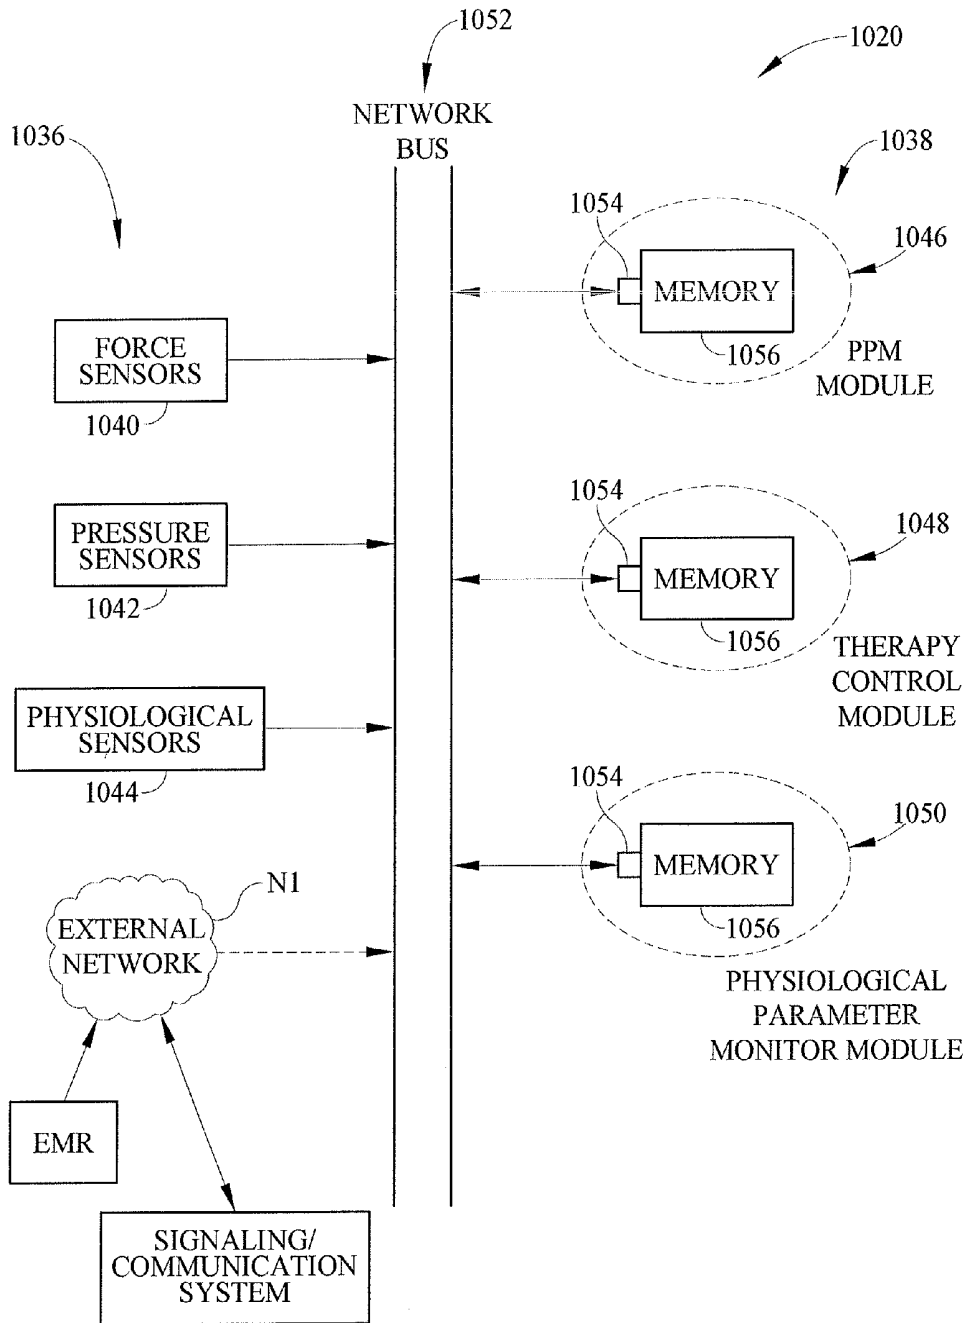 1052
1020
NETWORK
BUS
1036
1038
1054
1046
MEMORY
1056
PPM
MODULE
FORCE
SENSORS
1040
1054
1048
MEMORY
1056
THERAPY
CONTROL
MODULE
PRESSURE
SENSORS
1042
PHYSIOLOGICAL
SENSORS
1044
1054
1050
MEMORY
1056
PHYSIOLOGICAL
PARAMETER
MONITOR MODULE
N1
EXTERNAL
NETWORK
EMR
SIGNALING/
COMMUNICATION
SYSTEM